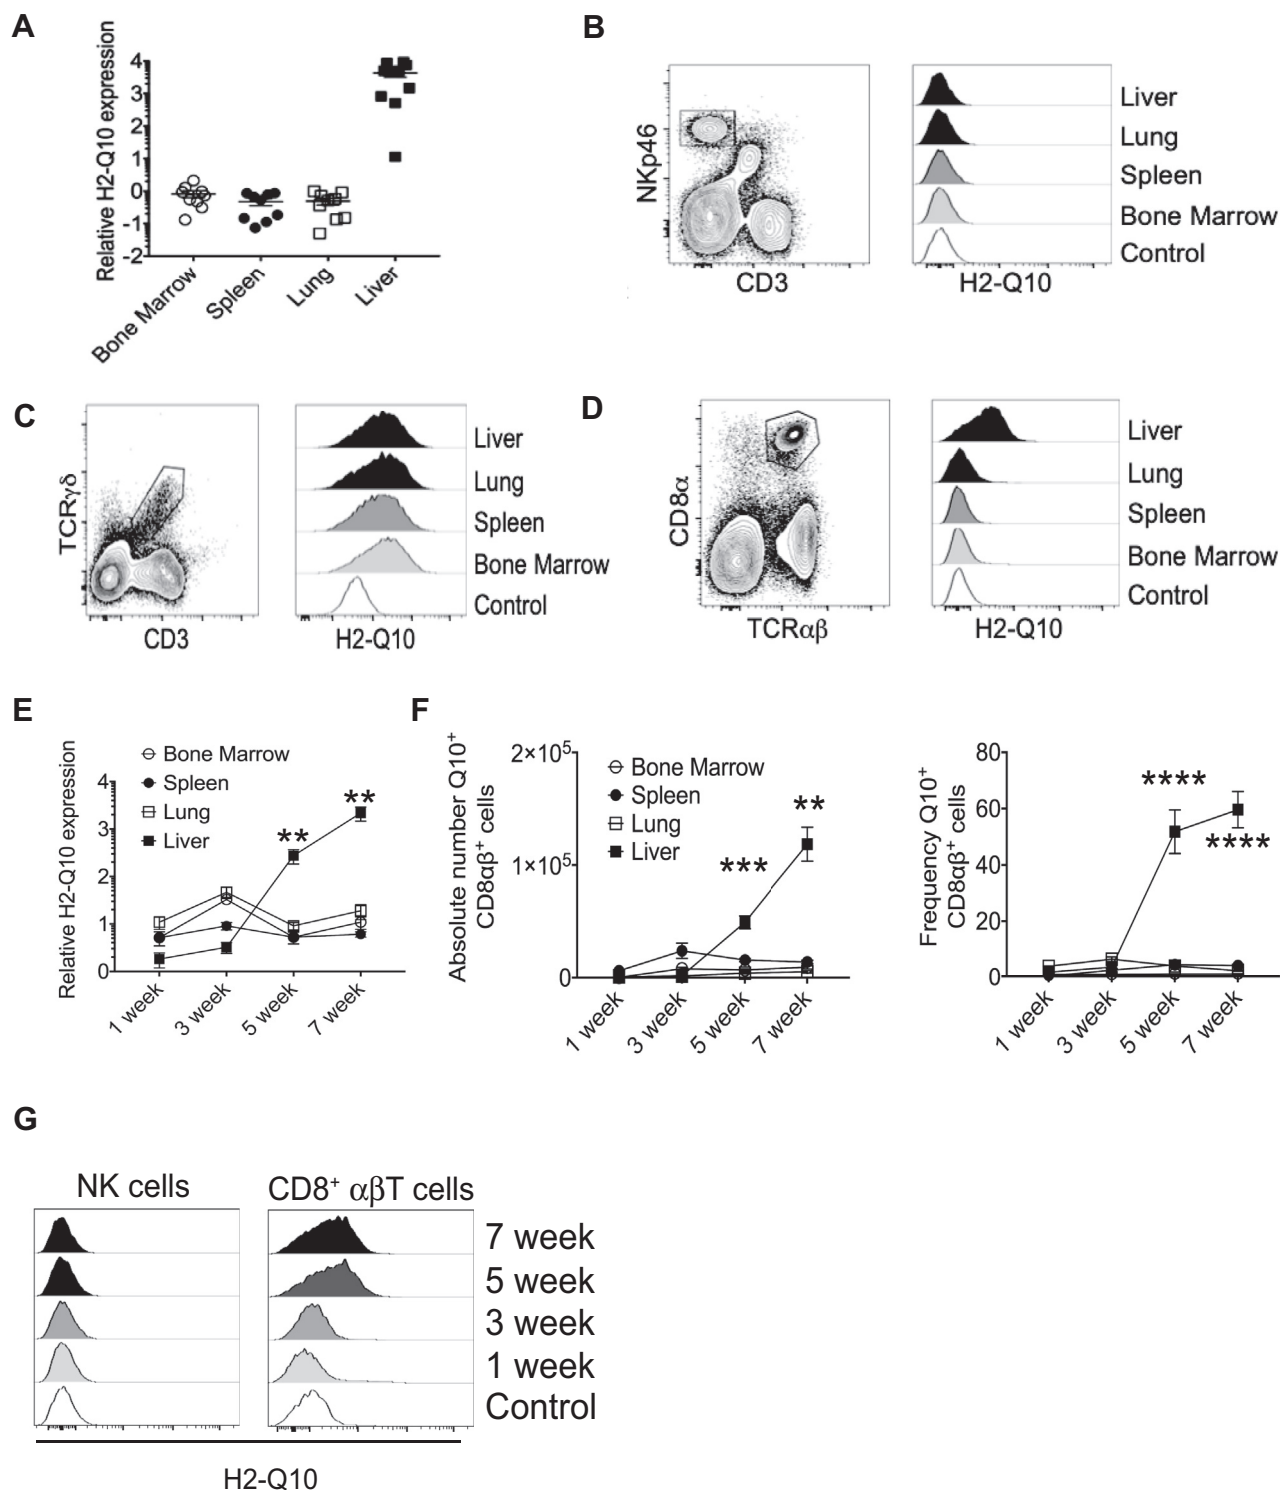 A
Relative H2-Q10 expression
4
3
2
1
0
-1
-2
Bone Marrow
Spleen
Lung
Liver
B
NKp46
CD3
Liver
Lung
Spleen
Bone Marrow
Control
H2-Q10
C
TCRγδ
CD3
Liver
Lung
Spleen
Bone Marrow
Control
H2-Q10
D
CD8α
TCRαβ
Liver
Lung
Spleen
Bone Marrow
Control
H2-Q10
E
Relative H2-Q10 expression
4
3
2
1
0
Bone Marrow
Spleen
Lung
Liver
**
**
1 week
3 week
5 week
7 week
F
Absolute number Q10⁺
CD8αβ⁺ cells
2×10⁵
1×10⁵
0
Bone Marrow
Spleen
Lung
Liver
***
**
1 week
3 week
5 week
7 week
Frequency Q10⁺
CD8αβ⁺ cells
80
60
40
20
0
****
****
1 week
3 week
5 week
7 week
G
NK cells
CD8⁺ αβT cells
7 week
5 week
3 week
1 week
Control
H2-Q10